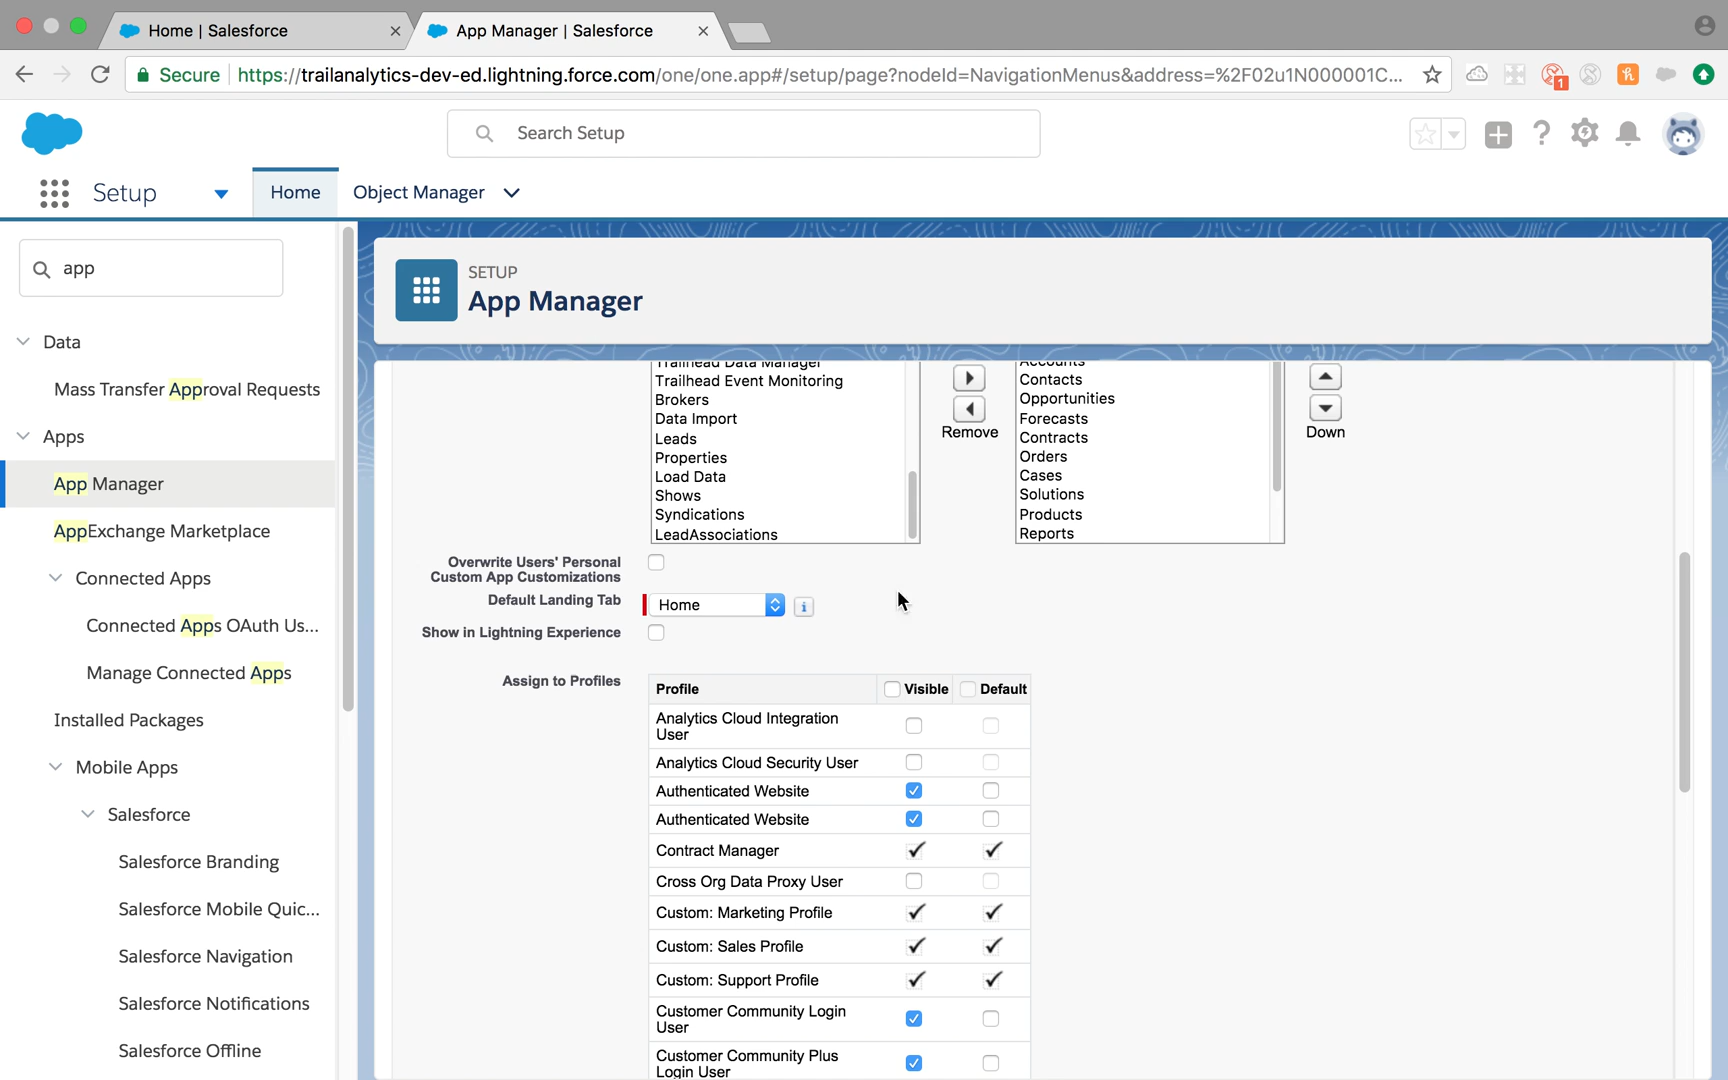 Home | Salesforce
App Manager | Salesforce
Secure
https://trailanalytics-dev-ed.lightning.force.com/one/one.app#/setup/page?nodeId=NavigationMenus&address=%2F02u1N000001C...
1
Search Setup
Setup
Home
Object Manager
app
Data
Mass Transfer Approval Requests
Apps
App Manager
AppExchange Marketplace
Connected Apps
Connected Apps OAuth Us...
Manage Connected Apps
Installed Packages
Mobile Apps
Salesforce
Salesforce Branding
Salesforce Mobile Quic...
Salesforce Navigation
Salesforce Notifications
Salesforce Offline
SETUP
App Manager
Trailhead Data Manager
Trailhead Event Monitoring
Brokers
Data Import
Leads
Properties
Load Data
Shows
Syndications
LeadAssociations
Remove
Accounts
Contacts
Opportunities
Forecasts
Contracts
Orders
Cases
Solutions
Products
Reports
Down
Overwrite Users' Personal
Custom App Customizations
Default Landing Tab
Home
i
Show in Lightning Experience
Assign to Profiles
Profile
Visible
Default
Analytics Cloud Integration
User
Analytics Cloud Security User
Authenticated Website
Authenticated Website
Contract Manager
Cross Org Data Proxy User
Custom: Marketing Profile
Custom: Sales Profile
Custom: Support Profile
Customer Community Login
User
Customer Community Plus
Login User